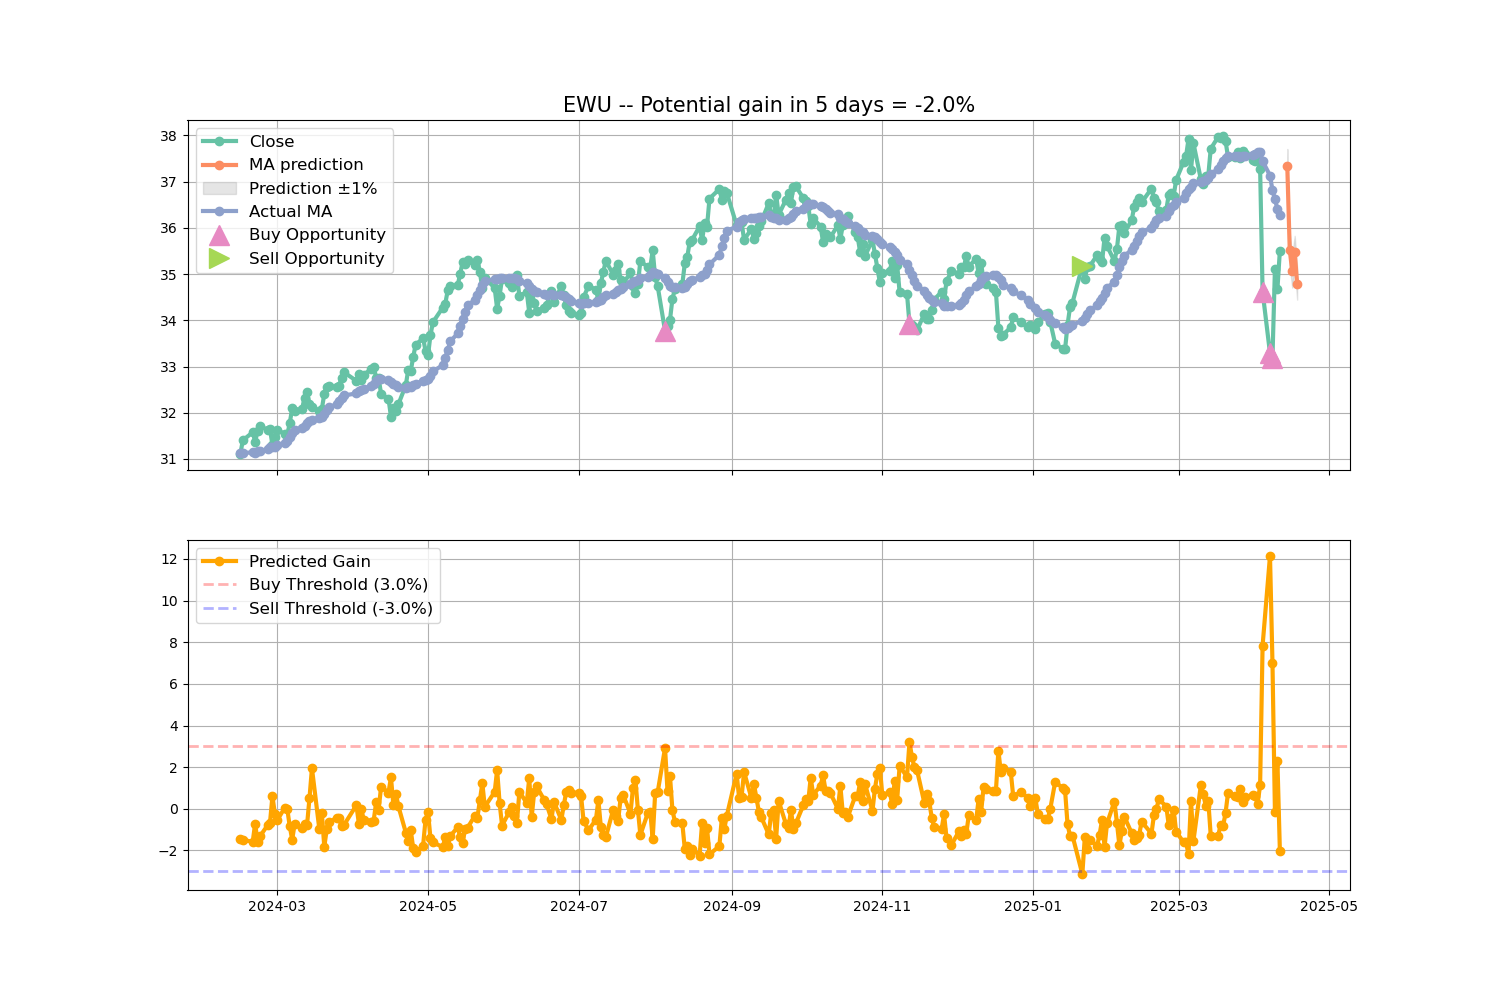 EWU -- Potential gain in 5 days = -2.0%
38
37
36
35
34
33
32
31
Close
MA prediction
Prediction ±1%
Actual MA
Buy Opportunity
Sell Opportunity
12
10
8
6
4
2
0
−2
Predicted Gain
Buy Threshold (3.0%)
Sell Threshold (-3.0%)
2024-03
2024-05
2024-07
2024-09
2024-11
2025-01
2025-03
2025-05